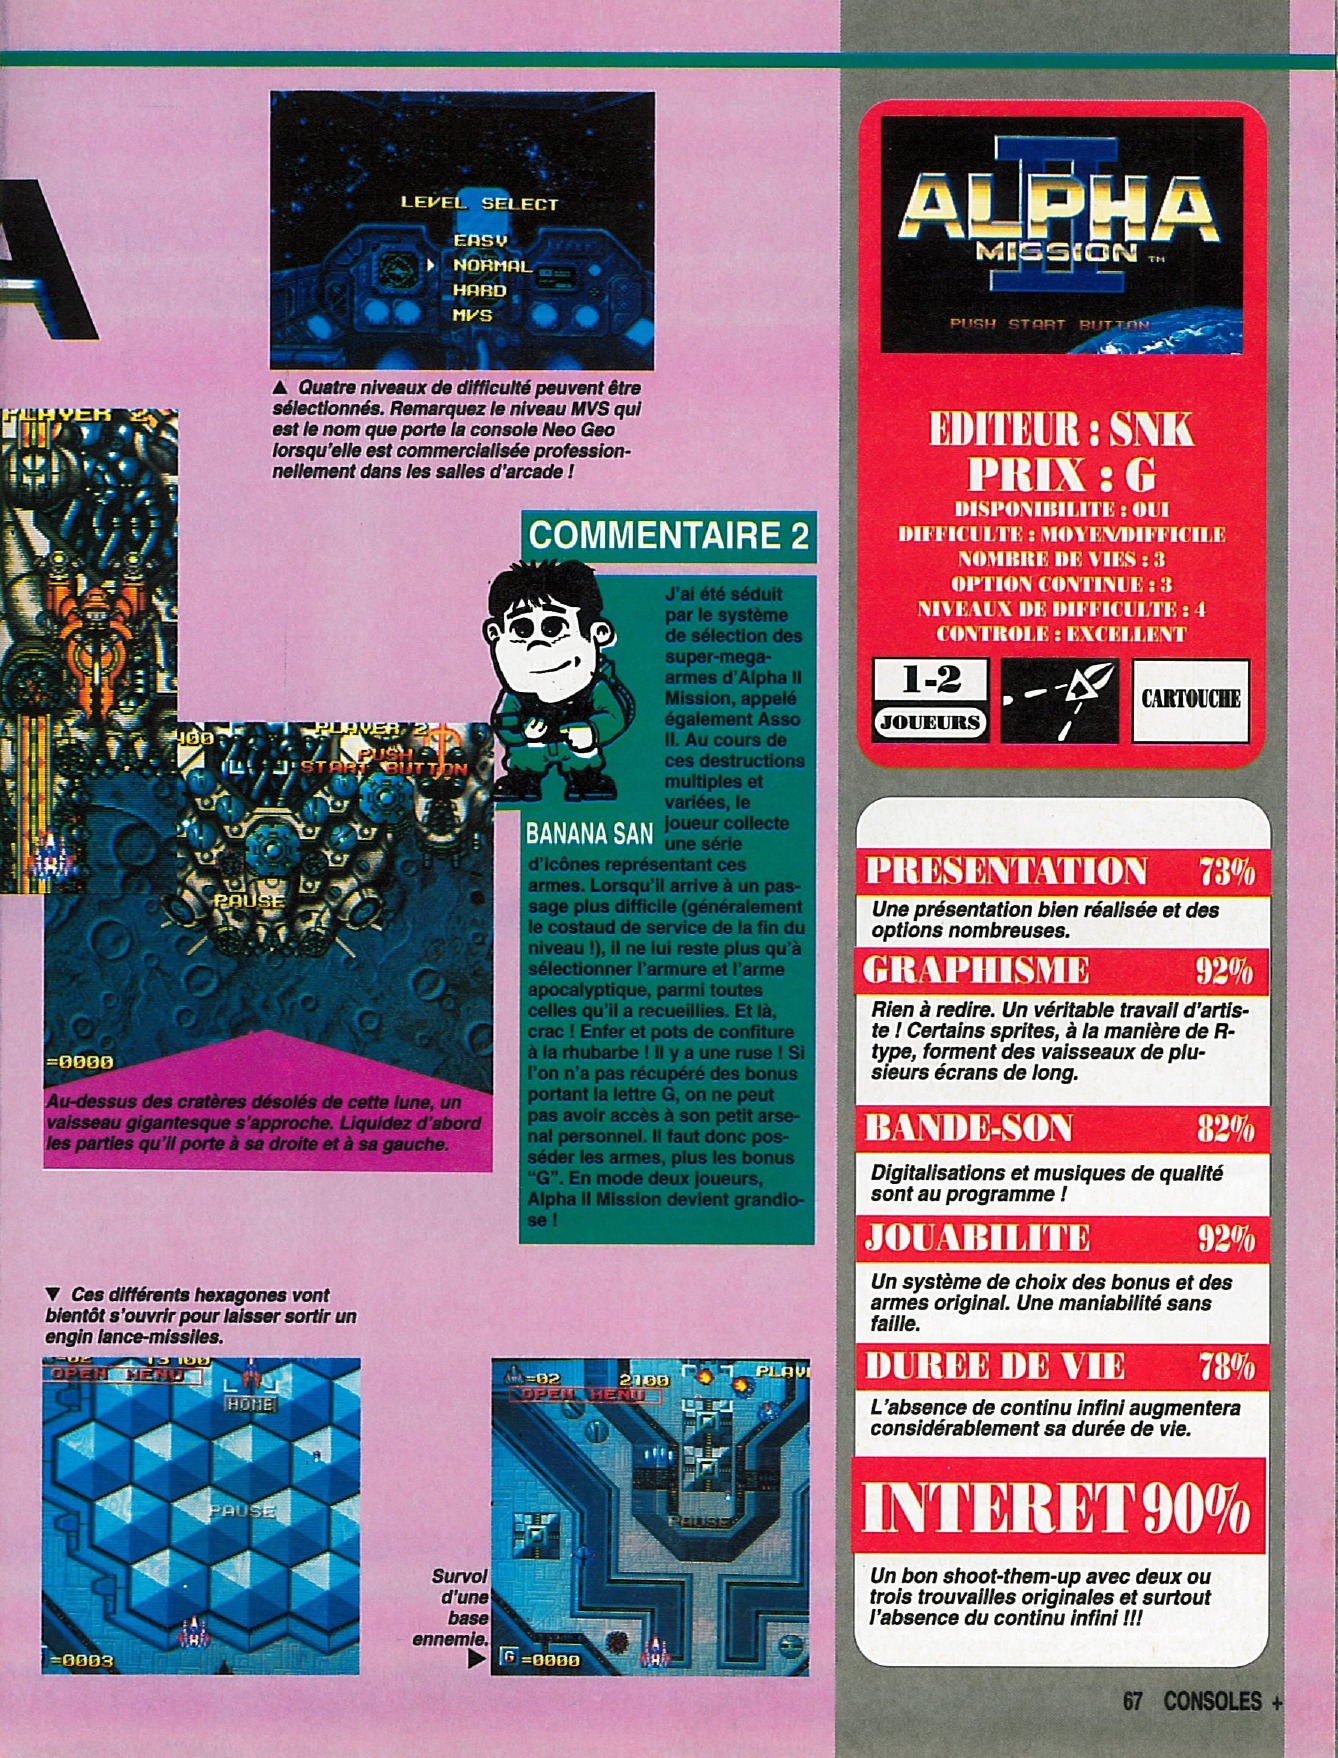 A
LEVEL SELECT
EASY
NORMAL
HARD
MVS
▲ Quatre niveaux de difficulté peuvent être
sélectionnés. Remarquez le niveau MVS qui
est le nom que porte la console Neo Geo
lorsqu'elle est commercialisée profession-
nellement dans les salles d'arcade !
PLAYER 2
PLAYER 2
PUSH
START BUTTON
PAUSE
=0000
Au-dessus des cratères désolés de cette lune, un
vaisseau gigantesque s'approche. Liquidez d'abord
les parties qu'il porte à sa droite et à sa gauche.
COMMENTAIRE 2
BANANA SAN
J'ai été séduit
par le système
de sélection des
super-mega-
armes d'Alpha II
Mission, appelé
également Asso
II. Au cours de
ces destructions
multiples et
variées, le
joueur collecte
une série
d'icônes représentant ces
armes. Lorsqu'il arrive à un pas-
sage plus difficile (généralement
le costaud de service de la fin du
niveau !), il ne lui reste plus qu'à
sélectionner l'armure et l'arme
apocalyptique, parmi toutes
celles qu'il a recueillies. Et là,
crac ! Enfer et pots de confiture
à la rhubarbe ! Il y a une ruse ! Si
l'on n'a pas récupéré des bonus
portant la lettre G, on ne peut
pas avoir accès à son petit arse-
nal personnel. Il faut donc pos-
séder les armes, plus les bonus
“G”. En mode deux joueurs,
Alpha II Mission devient grandio-
se !
▼ Ces différents hexagones vont
bientôt s'ouvrir pour laisser sortir un
engin lance-missiles.
=02 13100
OPEN MENU
HOME
PAUSE
=0003
Survol
d'une
base
ennemie.
▶
=02 2100 PLAY
OPEN MENU
PAUSE
G =0000
II
ALPHA
MISSION ™
PUSH START BUTTON
EDITEUR : SNK
PRIX : G
DISPONIBILITE : OUI
DIFFICULTE : MOYEN/DIFFICILE
NOMBRE DE VIES : 3
OPTION CONTINUE : 3
NIVEAUX DE DIFFICULTE : 4
CONTROLE : EXCELLENT
1-2
JOUEURS
CARTOUCHE
PRESENTATION 73%
Une présentation bien réalisée et des
options nombreuses.
GRAPHISME 92%
Rien à redire. Un véritable travail d'artis-
te ! Certains sprites, à la manière de R-
type, forment des vaisseaux de plu-
sieurs écrans de long.
BANDE-SON 82%
Digitalisations et musiques de qualité
sont au programme !
JOUABILITE 92%
Un système de choix des bonus et des
armes original. Une maniabilité sans
faille.
DUREE DE VIE 78%
L'absence de continu infini augmentera
considérablement sa durée de vie.
INTERET 90%
Un bon shoot-them-up avec deux ou
trois trouvailles originales et surtout
l'absence du continu infini !!!
67 CONSOLES +